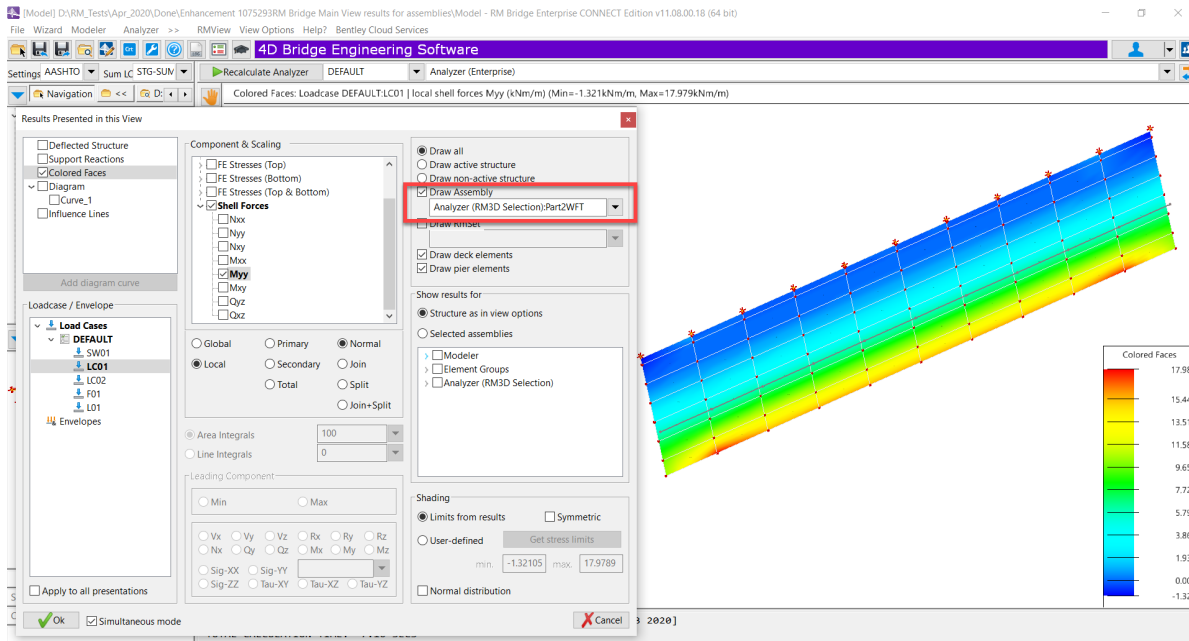 [Model] D:\RM_Tests\Apr_2020\Done\Enhancement 1075293RM Bridge Main View results for assemblies\Model - RM Bridge Enterprise CONNECT Edition v11.08.00.18 (64 bit)
File Wizard Modeler Analyzer >> RMView View Options Help? Bentley Cloud Services
Crt 4D Bridge Engineering Software
Settings AASHTO Sum LC STG-SUM Recalculate Analyzer DEFAULT Analyzer (Enterprise)
Navigation << D: Colored Faces: Loadcase DEFAULT:LC01 | local shell forces Myy (kNm/m) (Min=-1.321kNm/m, Max=17.979kNm/m)
Results Presented in this View
Deflected Structure
Support Reactions
Colored Faces
Diagram
Curve_1
Influence Lines
Add diagram curve
Loadcase / Envelope
Load Cases
DEFAULT
SW01
LC01
LC02
F01
L01
Envelopes
Apply to all presentations
Ok Simultaneous mode
Component & Scaling
FE Stresses (Top)
FE Stresses (Bottom)
FE Stresses (Top & Bottom)
Shell Forces
Nxx
Nyy
Nxy
Mxx
Myy
Mxy
Qyz
Qxz
Global Primary Normal
Local Secondary Join
Total Split
Join+Split
Area Integrals 100
Line Integrals 0
Leading Component
Min Max
Vx Vy Vz Rx Ry Rz
Nx Qy Qz Mx My Mz
Sig-XX Sig-YY
Sig-ZZ Tau-XY Tau-XZ Tau-YZ
Draw all
Draw active structure
Draw non-active structure
Draw Assembly
Analyzer (RM3D Selection):Part2WFT
Draw RmSet
Draw deck elements
Draw pier elements
Show results for
Structure as in view options
Selected assemblies
Modeler
Element Groups
Analyzer (RM3D Selection)
Shading
Limits from results Symmetric
User-defined Get stress limits
min. -1.32105 max. 17.9789
Normal distribution
Cancel
2020]
Colored Faces
17.98
15.44
13.51
11.58
9.65
7.72
5.79
3.86
1.93
0.00
-1.32